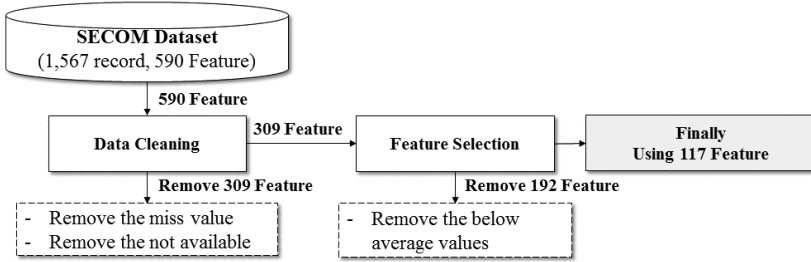 SECOM Dataset
(1,567 record, 590 Feature)
590 Feature
Data Cleaning
309 Feature
Feature Selection
Finally
Using 117 Feature
Remove 309 Feature
- Remove the miss value
- Remove the not available
Remove 192 Feature
- Remove the below
average values